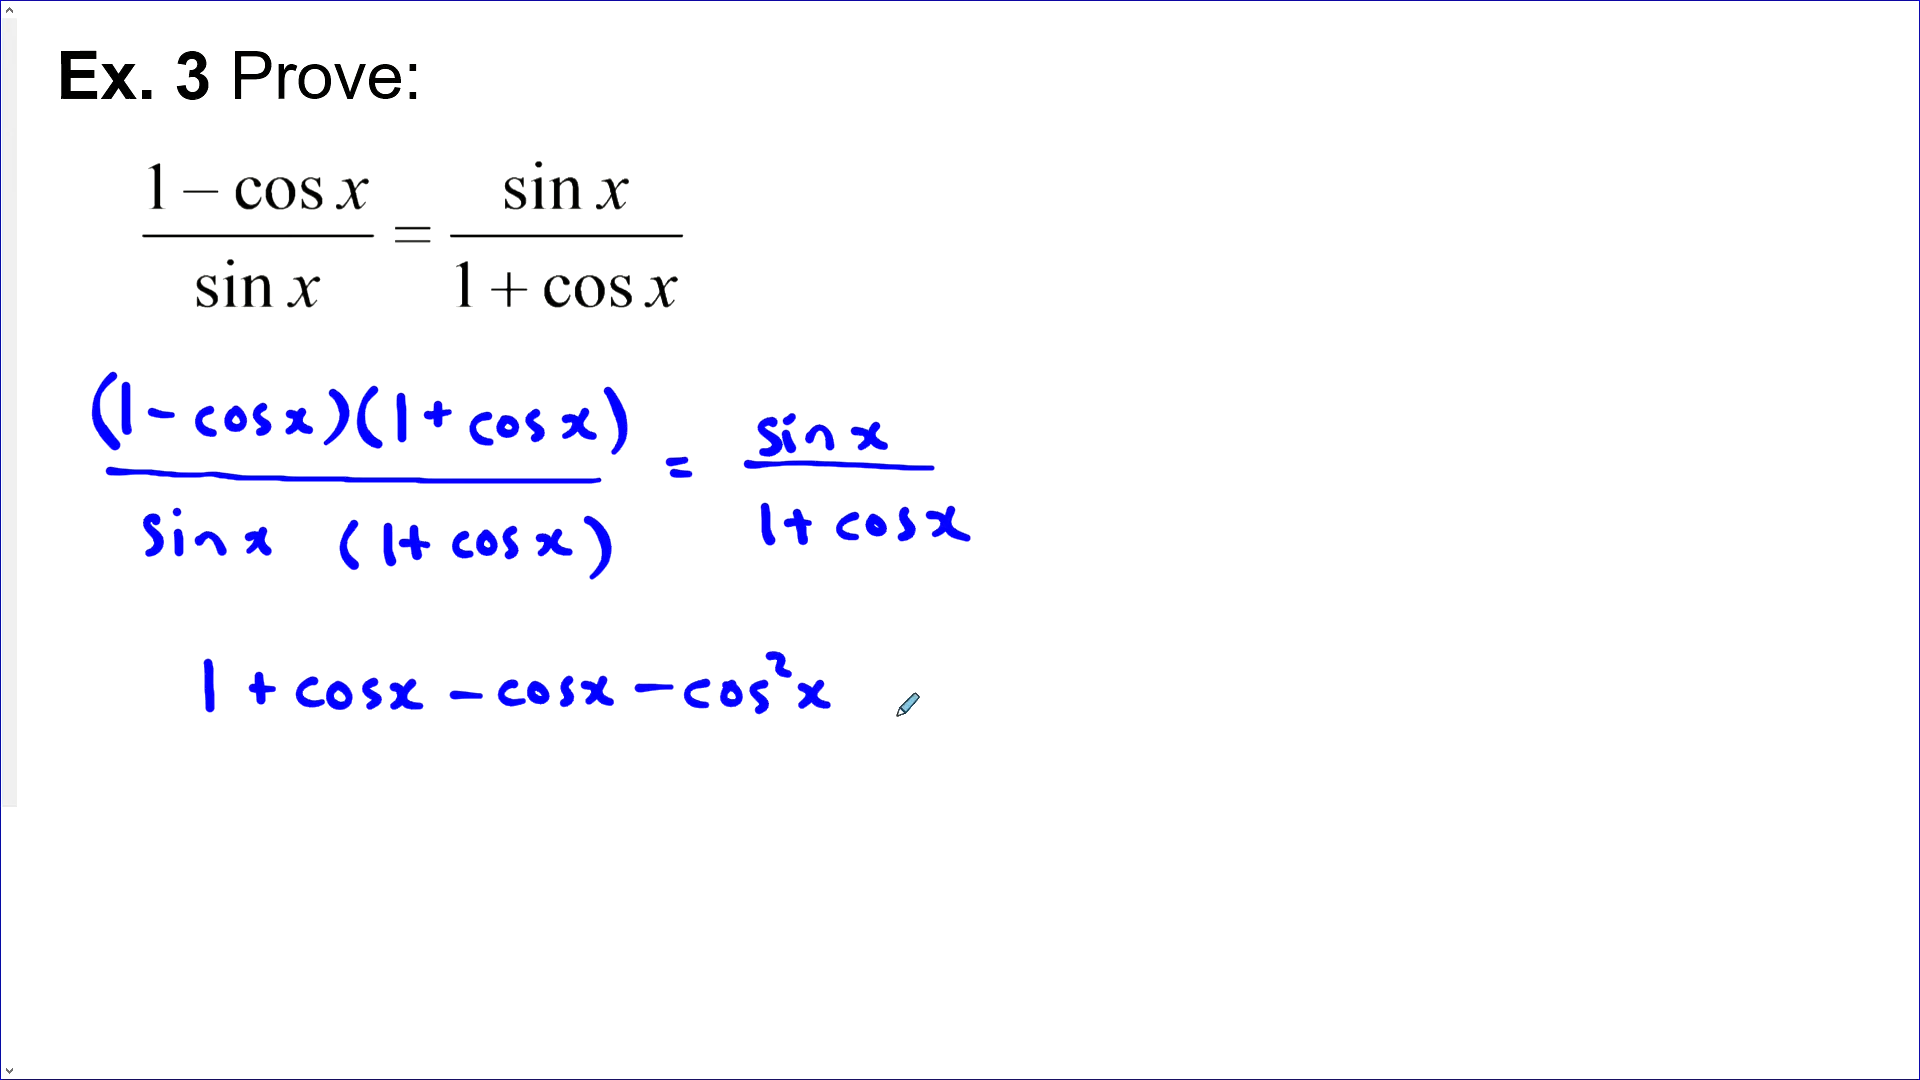 Ex. 3 Prove:
(1 − cos x)/(sin x) = (sin x)/(1 + cos x)
((1 - cos x)(1 + cos x))/(sin x (1 + cos x)) = (sin x)/(1 + cos x)
1 + cos x - cos x - cos² x